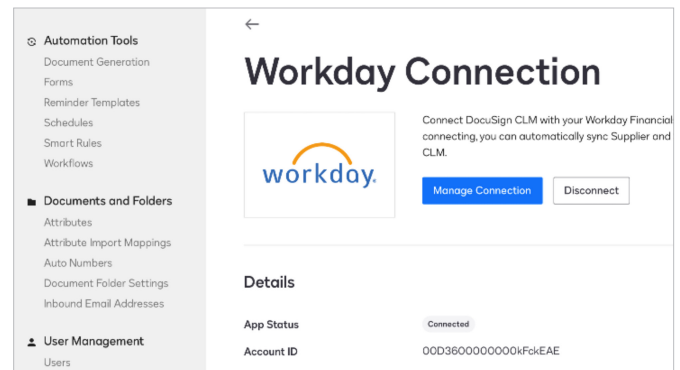 Automation Tools
Document Generation
Forms
Reminder Templates
Schedules
Smart Rules
Workflows
Documents and Folders
Attributes
Attribute Import Mappings
Auto Numbers
Document Folder Settings
Inbound Email Addresses
User Management
Users
Workday Connection
workday.
Connect DocuSign CLM with your Workday Financial
connecting, you can automatically sync Supplier and
CLM.
Manage Connection
Disconnect
Details
App Status
Connected
Account ID
00D3600000000kFckEAE